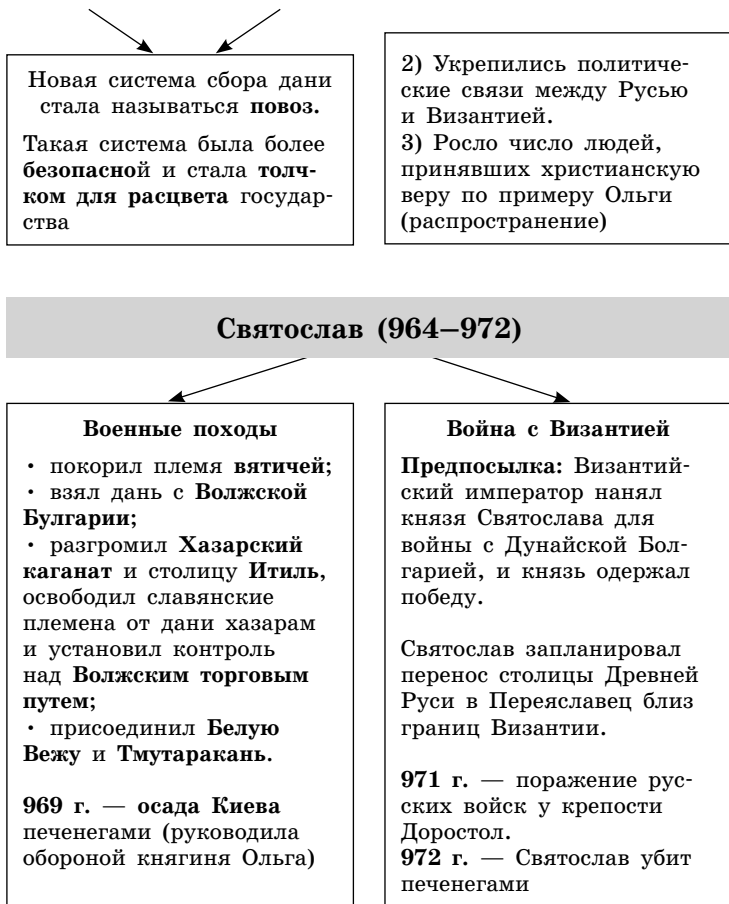 Новая система сбора дани
стала называться повоз.
Такая система была более
безопасной и стала толч-
ком для расцвета государ-
ства
2) Укрепились политиче-
ские связи между Русью
и Византией.
3) Росло число людей,
принявших христианскую
веру по примеру Ольги
(распространение)
Святослав (964–972)
Военные походы
• покорил племя вятичей;
• взял дань с Волжской
Булгарии;
• разгромил Хазарский
каганат и столицу Итиль,
освободил славянские
племена от дани хазарам
и установил контроль
над Волжским торговым
путем;
• присоединил Белую
Вежу и Тмутаракань.
969 г. — осада Киева
печенегами (руководила
обороной княгиня Ольга)
Война с Византией
Предпосылка: Византий-
ский император нанял
князя Святослава для
войны с Дунайской Бол-
гарией, и князь одержал
победу.
Святослав запланировал
перенос столицы Древней
Руси в Переяславец близ
границ Византии.
971 г. — поражение рус-
ских войск у крепости
Доростол.
972 г. — Святослав убит
печенегами